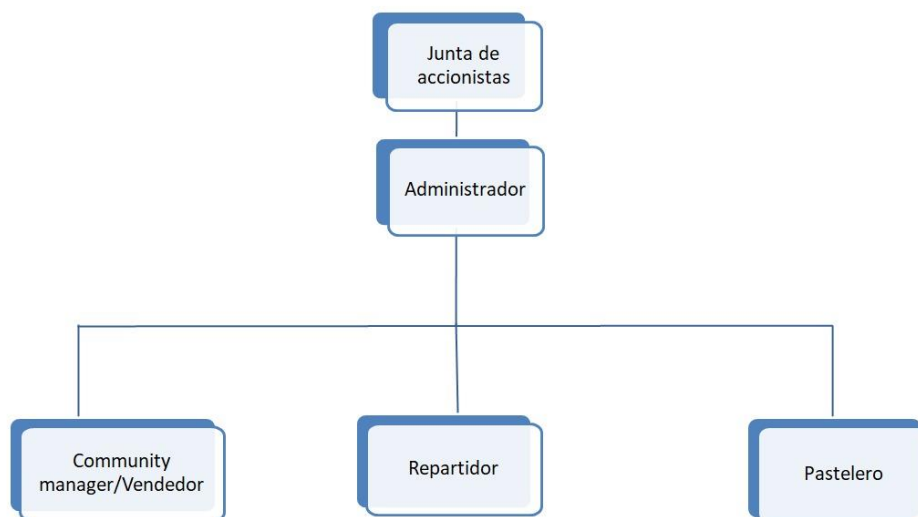 Junta de
accionistas
Administrador
Community
manager/Vendedor
Repartidor
Pastelero